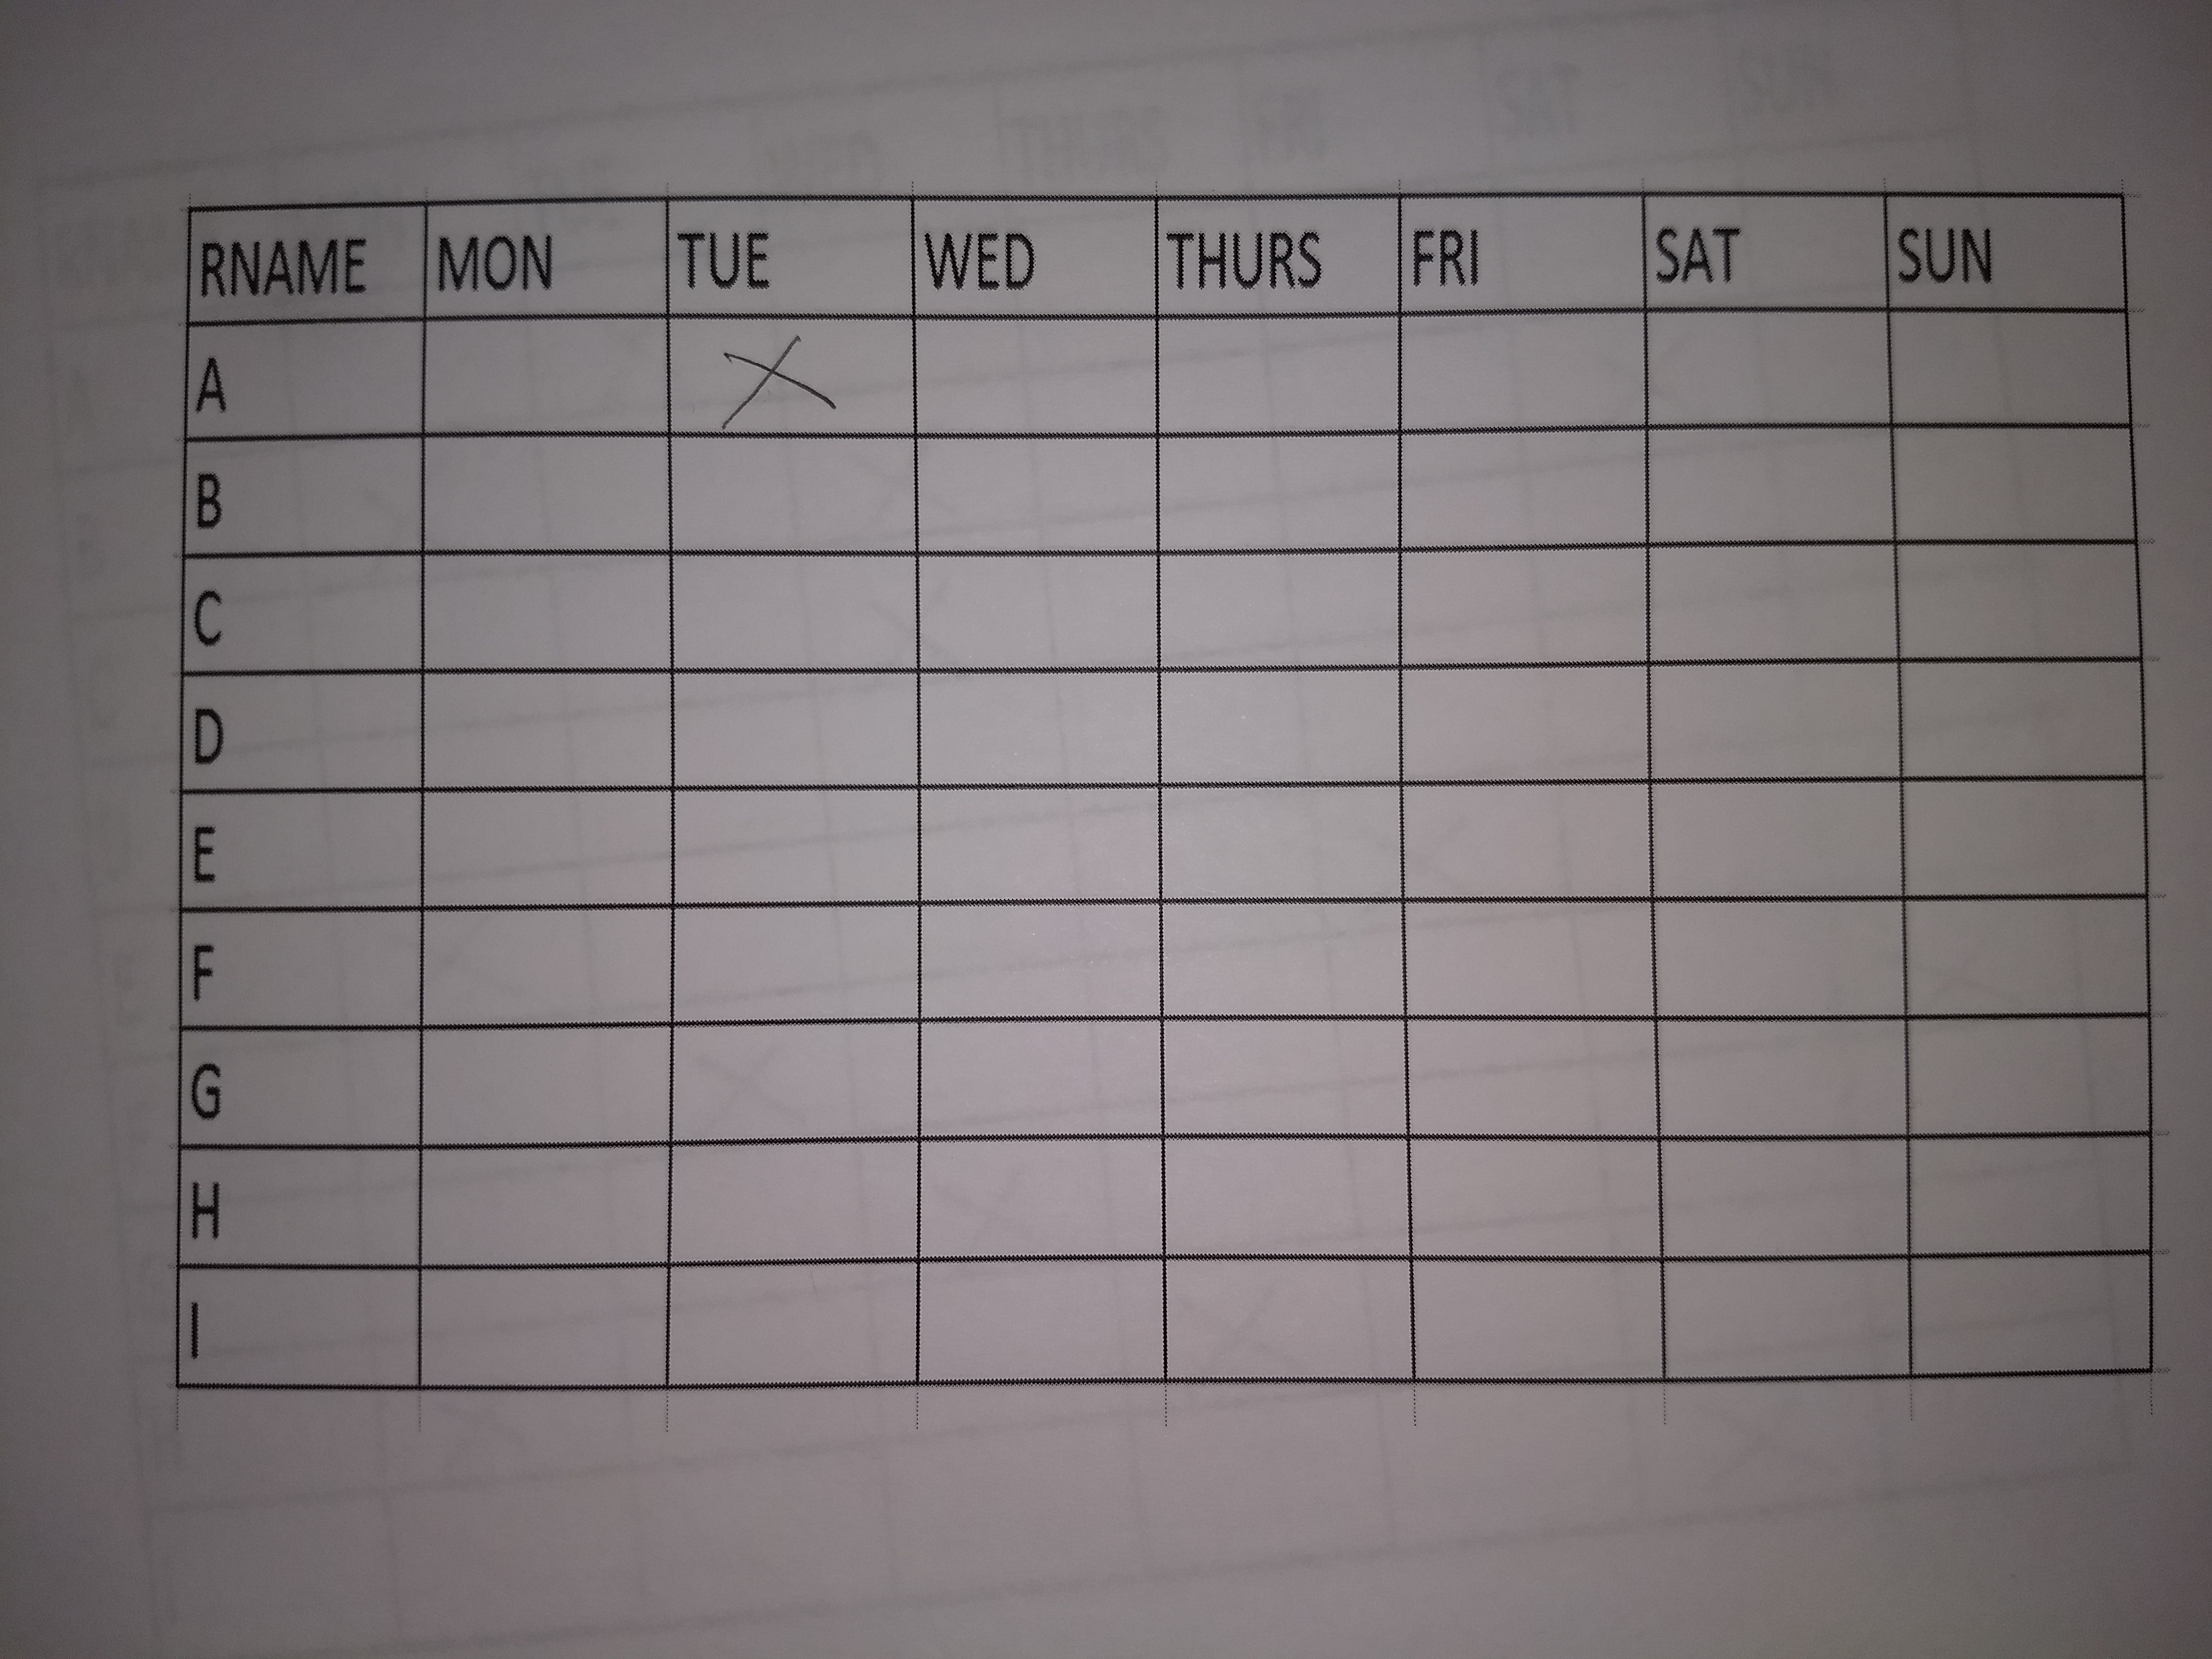 RNAME MON TUE WED THURS FRI SAT SUN
A X
B
C
D
E
F
G
H
I